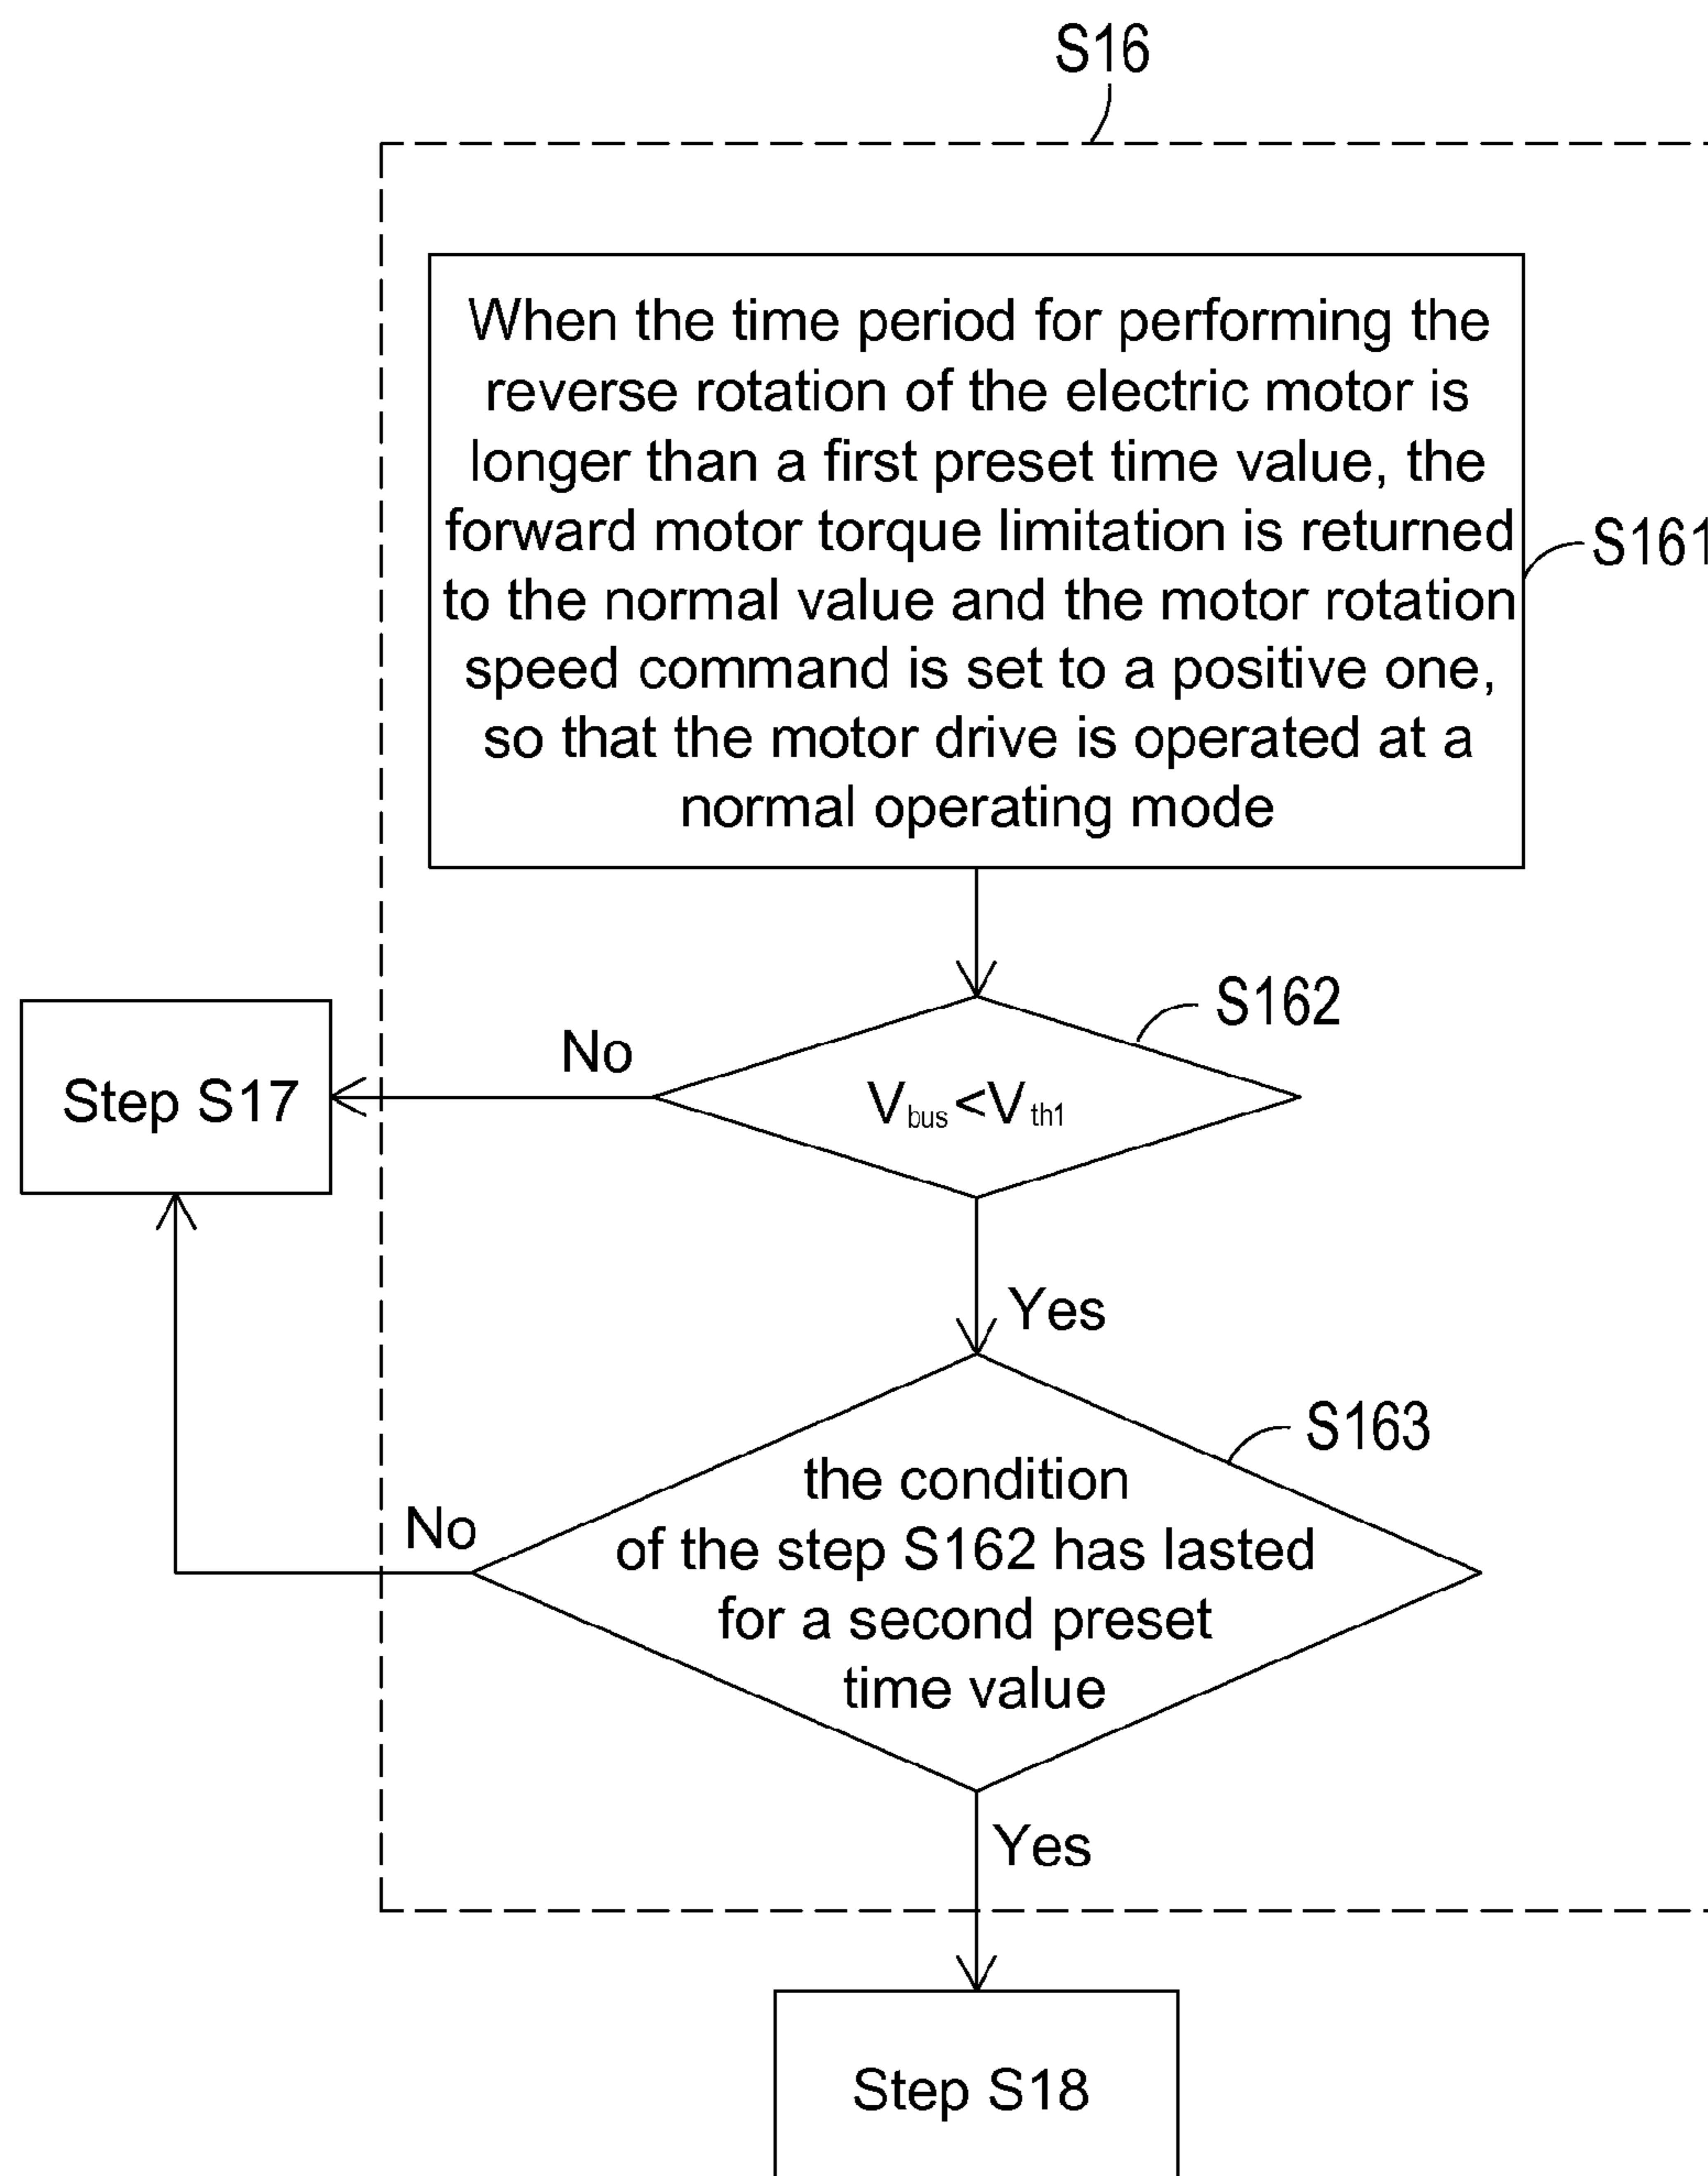 S16
When the time period for performing the
reverse rotation of the electric motor is
longer than a first preset time value, the
forward motor torque limitation is returned
to the normal value and the motor rotation
speed command is set to a positive one,
so that the motor drive is operated at a
normal operating mode
S161
S162
No
Step S17
Vbus<Vth1
Yes
S163
the condition
of the step S162 has lasted
for a second preset
time value
No
Yes
Step S18